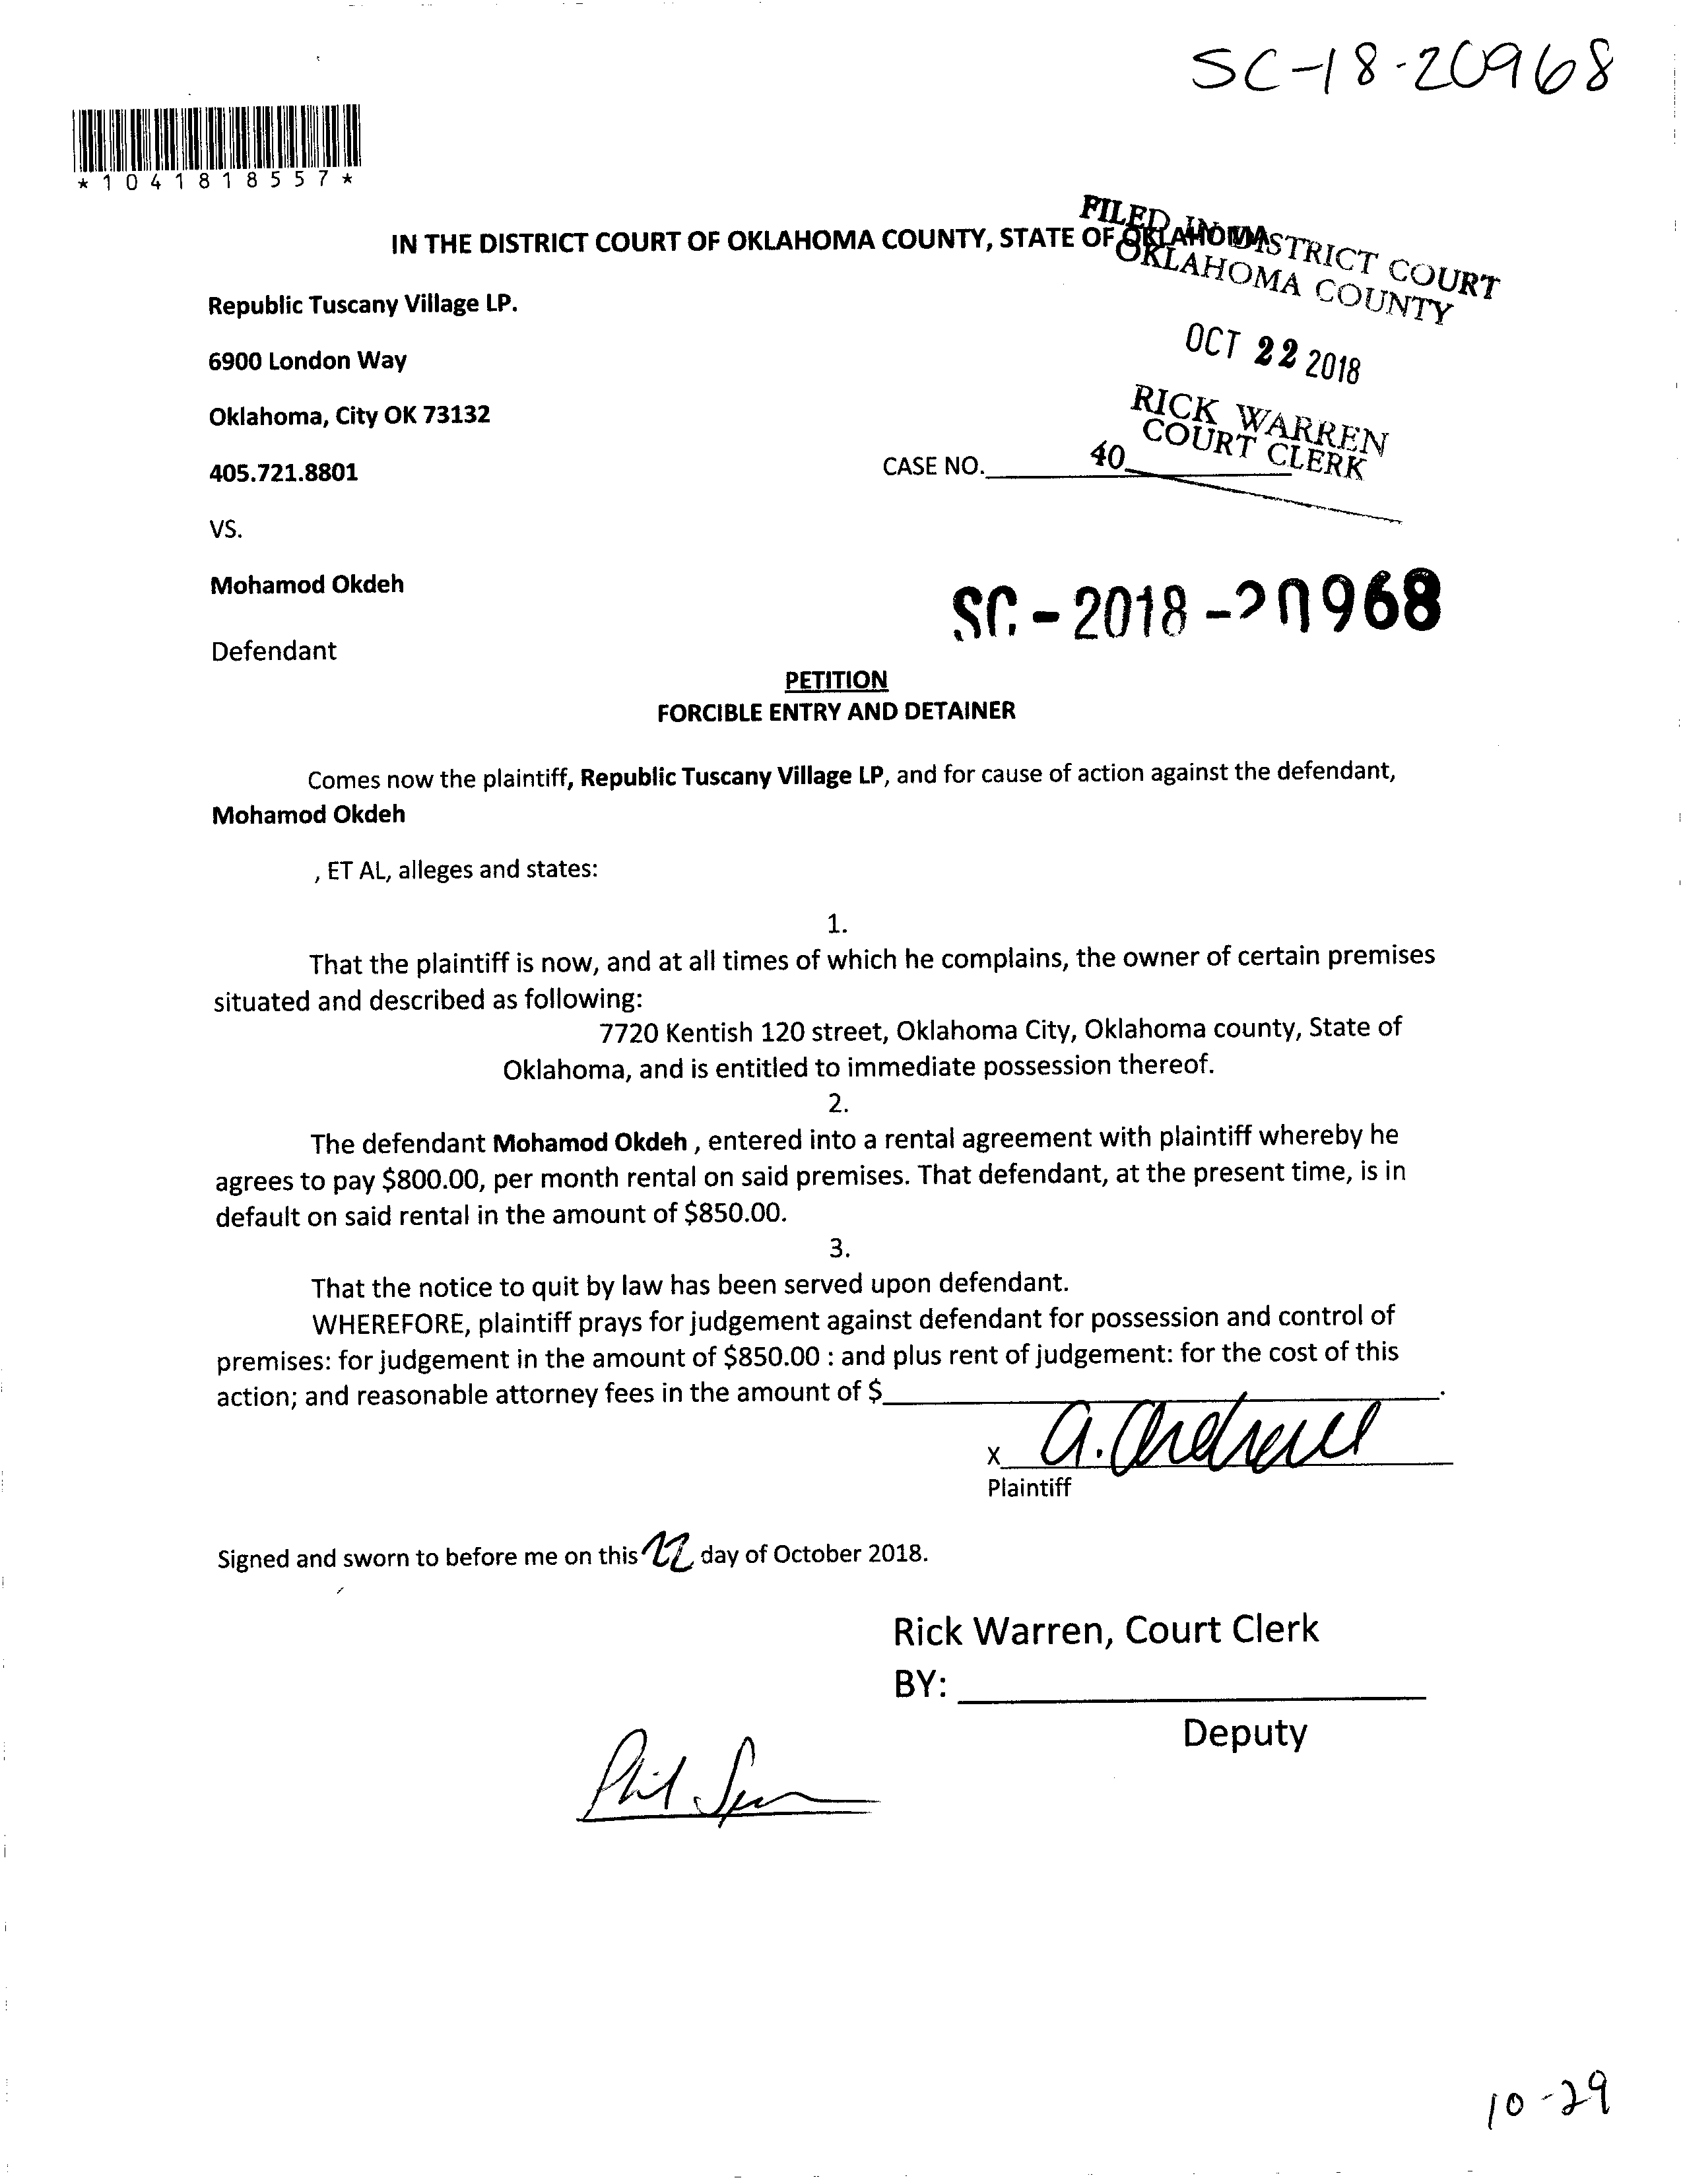 SC-18-20968
*1041818557*
FILED IN DISTRICT COURT
OKLAHOMA COUNTY
IN THE DISTRICT COURT OF OKLAHOMA COUNTY, STATE OF OKLAHOMA
Republic Tuscany Village LP.
OCT 22 2018
6900 London Way
RICK WARREN
COURT CLERK
Oklahoma, City OK 73132
40
405.721.8801
CASE NO.
VS.
Mohamod Okdeh
SC-2018-20968
Defendant
PETITION
FORCIBLE ENTRY AND DETAINER
Comes now the plaintiff, Republic Tuscany Village LP, and for cause of action against the defendant,
Mohamod Okdeh
, ET AL, alleges and states:
1.
That the plaintiff is now, and at all times of which he complains, the owner of certain premises
situated and described as following:
7720 Kentish 120 street, Oklahoma City, Oklahoma county, State of
Oklahoma, and is entitled to immediate possession thereof.
2.
The defendant Mohamod Okdeh , entered into a rental agreement with plaintiff whereby he
agrees to pay $800.00, per month rental on said premises. That defendant, at the present time, is in
default on said rental in the amount of $850.00.
3.
That the notice to quit by law has been served upon defendant.
WHEREFORE, plaintiff prays for judgement against defendant for possession and control of
premises: for judgement in the amount of $850.00 : and plus rent of judgement: for the cost of this
action; and reasonable attorney fees in the amount of $
X
Plaintiff
Signed and sworn to before me on this 22 day of October 2018.
Rick Warren, Court Clerk
BY:
Deputy
Phil
10-29